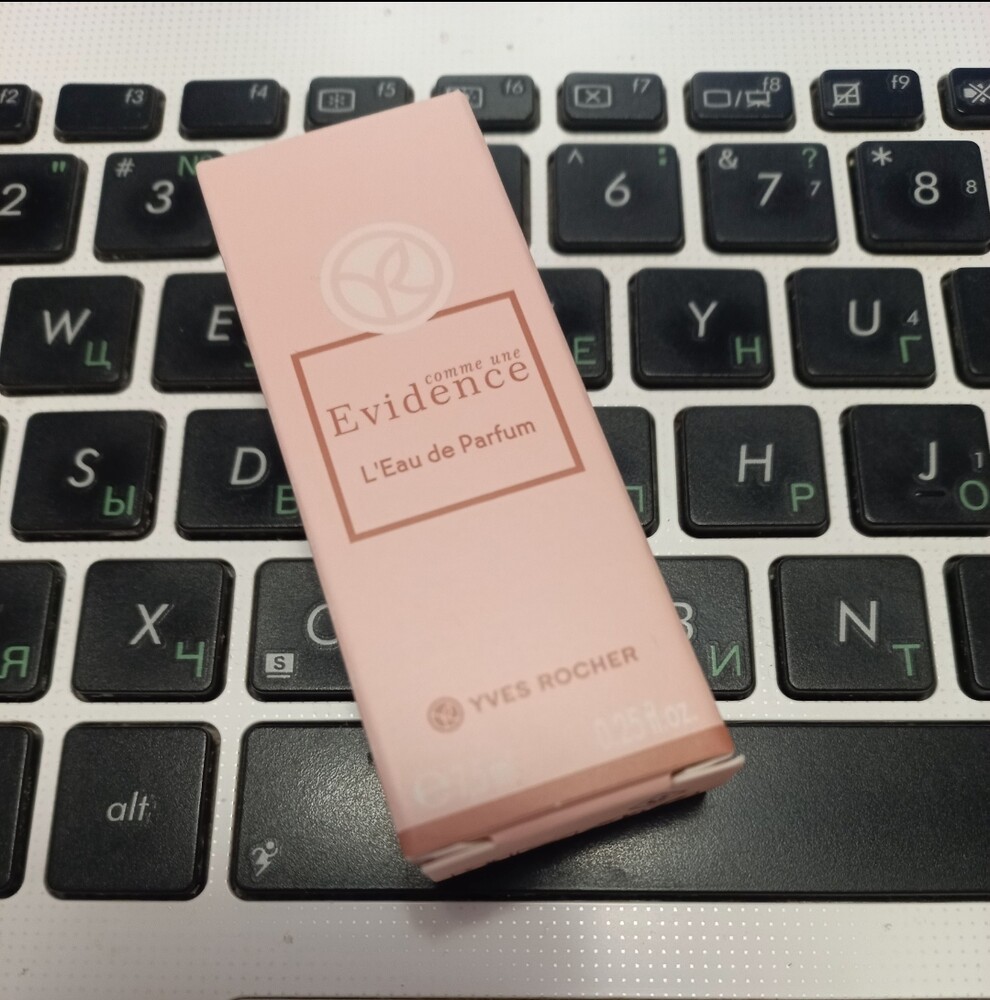 f2 f3 f4 f5 f6 f7 f8 f9
2 " # 3 № ^ 6 : & 7 ? 7 * 8 8
W Ц E Е Y Н U Г 4
comme une
Evidence
L'Eau de Parfum
S Ы D В H Р J О 1
Я X Ч S И N Т
YVES ROCHER
0.25 fl.oz.
alt